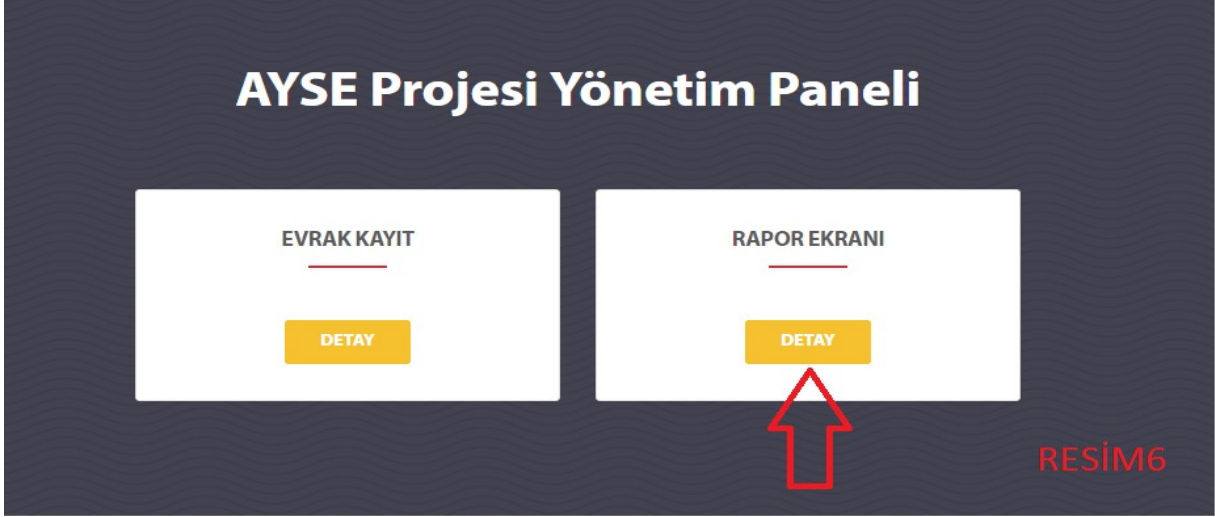 AYSE Projesi Yönetim Paneli
EVRAK KAYIT
RAPOR EKRANI
DETAY
DETAY
RESİM6